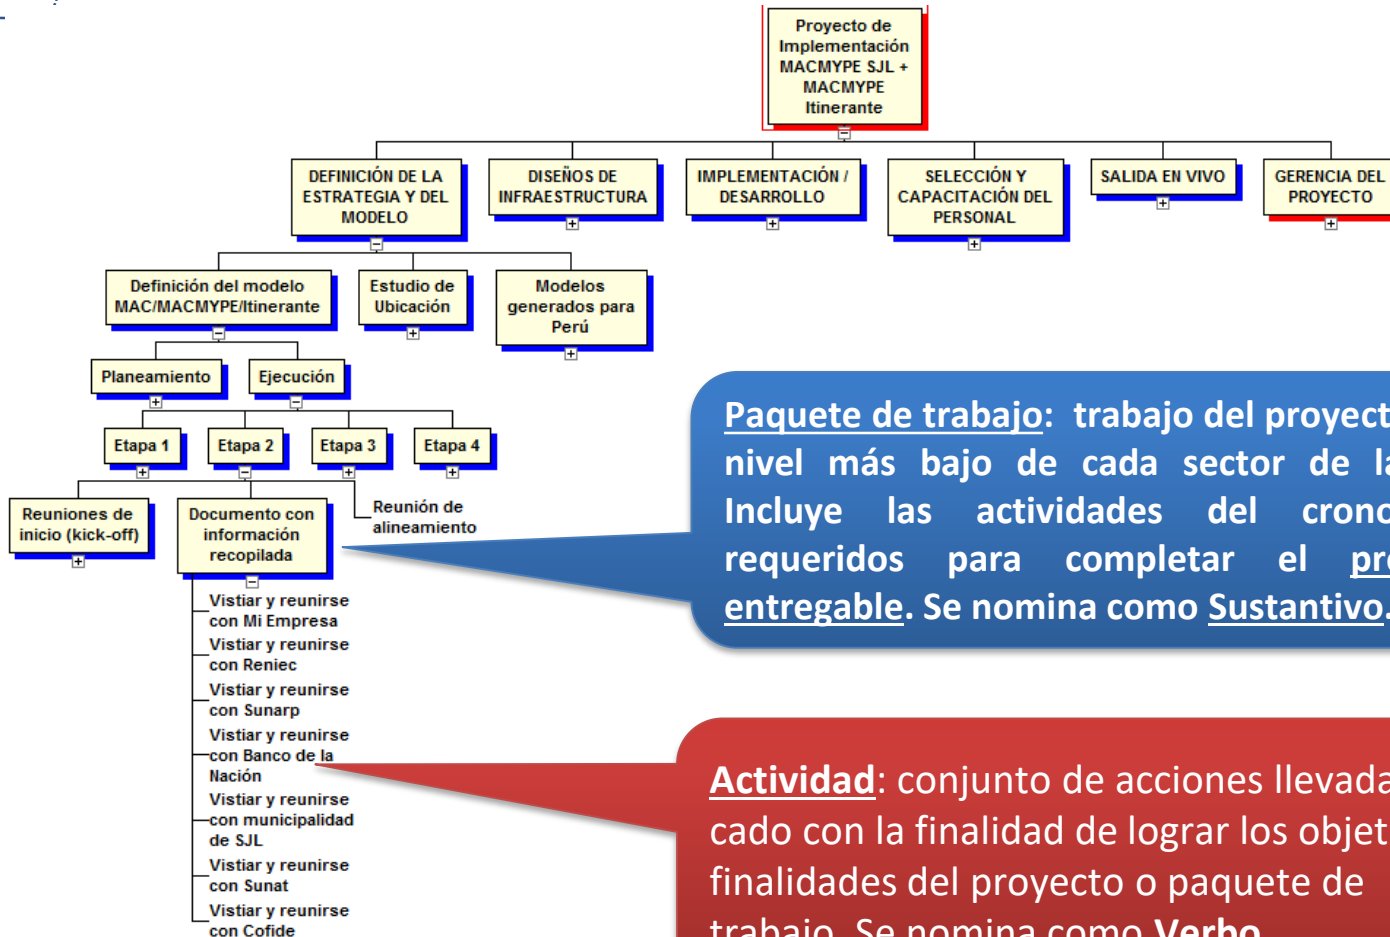 Proyecto de
Implementación
MACMYPE SJL +
MACMYPE
Itinerante
DEFINICIÓN DE LA
ESTRATEGIA Y DEL
MODELO
DISEÑOS DE
INFRAESTRUCTURA
IMPLEMENTACIÓN /
DESARROLLO
SELECCIÓN Y
CAPACITACIÓN DEL
PERSONAL
SALIDA EN VIVO
GERENCIA DEL
PROYECTO
Definición del modelo
MAC/MACMYPE/Itinerante
Estudio de
Ubicación
Modelos
generados para
Perú
Planeamiento
Ejecución
Etapa 1
Etapa 2
Etapa 3
Etapa 4
Reuniones de
inicio (kick-off)
Documento con
información
recopilada
Reunión de
alineamiento
Vistiar y reunirse
con Mi Empresa
Vistiar y reunirse
con Reniec
Vistiar y reunirse
con Sunarp
Vistiar y reunirse
con Banco de la
Nación
Vistiar y reunirse
con municipalidad
de SJL
Vistiar y reunirse
con Sunat
Vistiar y reunirse
con Cofide
Paquete de trabajo: trabajo del proyect
nivel más bajo de cada sector de la
Incluye las actividades del crono
requeridos para completar el pro
entregable. Se nomina como Sustantivo.
Actividad: conjunto de acciones llevada
cado con la finalidad de lograr los objet
finalidades del proyecto o paquete de
trabajo. Se nomina como Verbo